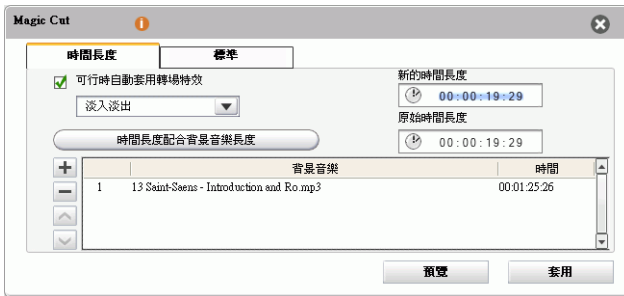 Magic Cut
時間長度
標準
可行時自動套用轉場特效
淡入淡出
新的時間長度
00:00:19:29
原始時間長度
00:00:19:29
時間長度配合背景音樂長度
背景音樂 時間
1 13 Saint-Saens - Introduction and Ro.mp3 00:01:25:26
預覽
套用